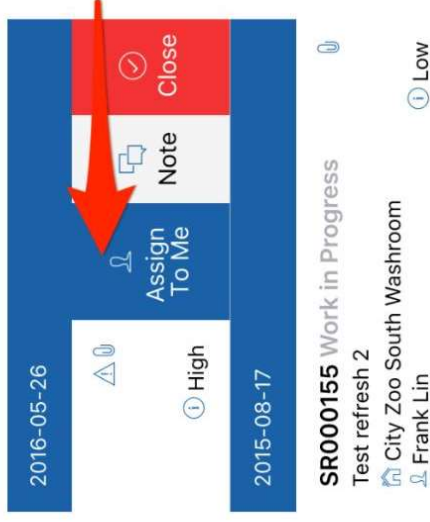 2016-05-26
High
Assign
To Me
Note
Close
2015-08-17
SR000155 Work in Progress
Test refresh 2
City Zoo South Washroom
Frank Lin
Low